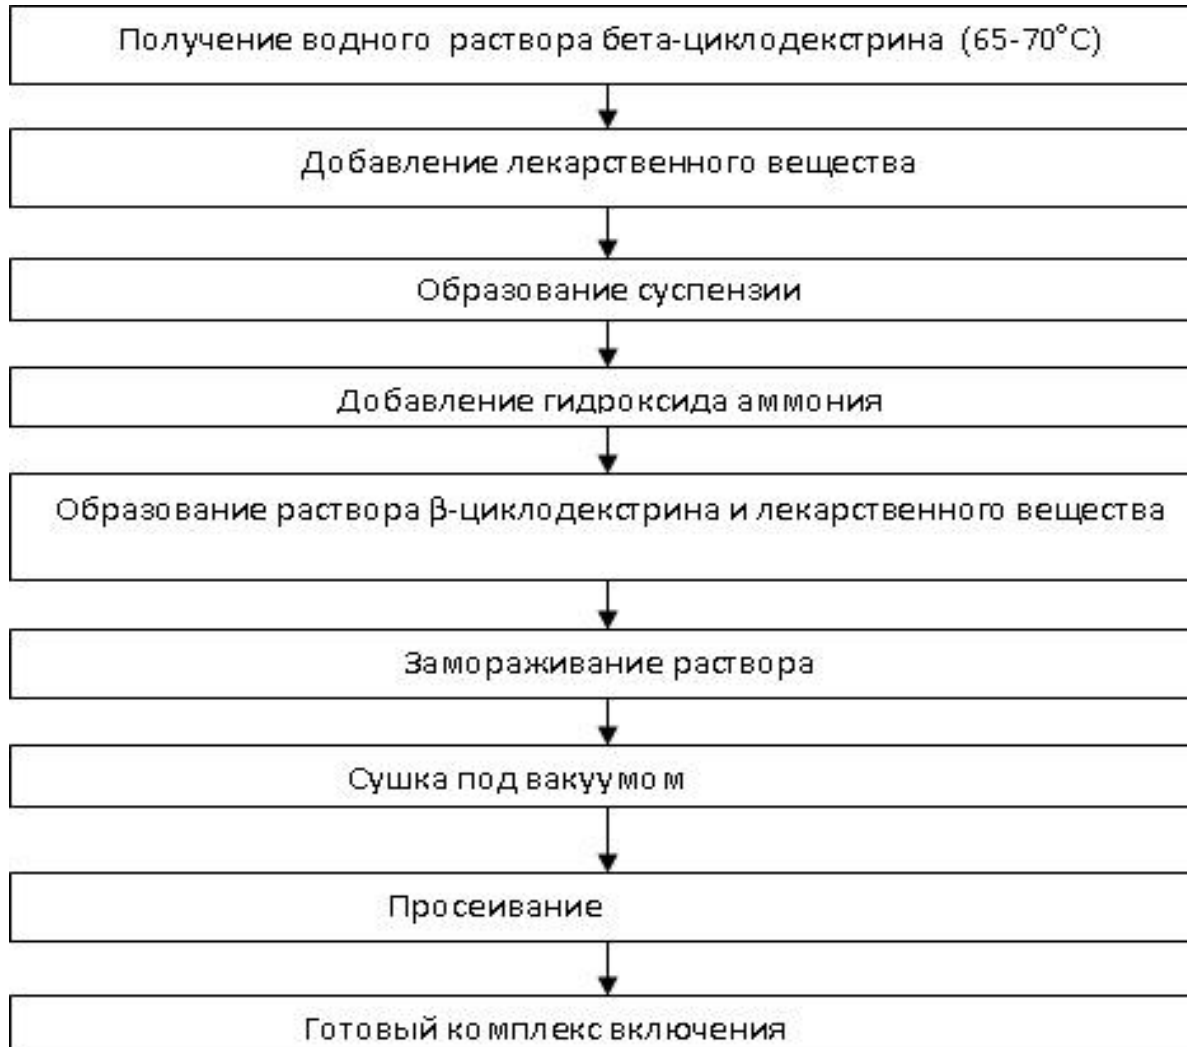 Получение водного раствора бета-циклодекстрина (65-70°С)
Добавление лекарственного вещества
Образование суспензии
Добавление гидроксида аммония
Образование раствора β-циклодекстрина и лекарственного вещества
Замораживание раствора
Сушка под вакуумом
Просеивание
Готовый комплекс включения